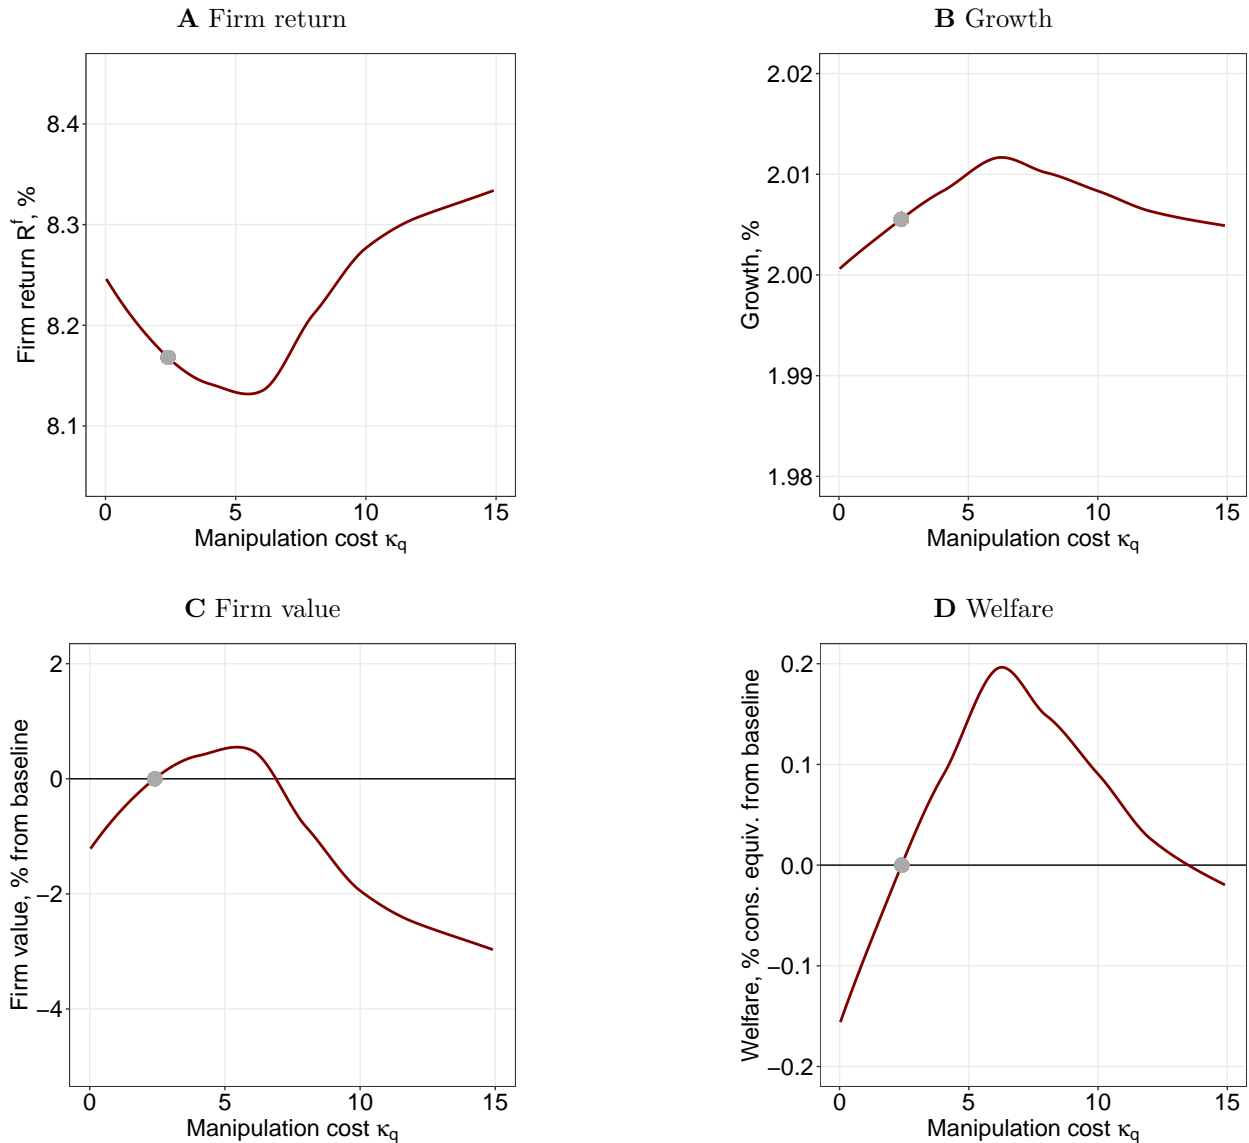 A Firm return
8.4
8.3
8.2
8.1
Firm return Rᶠ, %
0 5 10 15
Manipulation cost κq
B Growth
2.02
2.01
2.00
1.99
1.98
Growth, %
0 5 10 15
Manipulation cost κq
C Firm value
2
0
−2
−4
Firm value, % from baseline
0 5 10 15
Manipulation cost κq
D Welfare
0.2
0.1
0.0
−0.1
−0.2
Welfare, % cons. equiv. from baseline
0 5 10 15
Manipulation cost κq